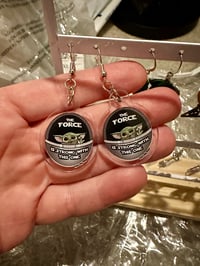 THE
FORCE
IS STRONG WITH
THIS ONE
THE
FORCE
IS STRONG WITH
THIS ONE